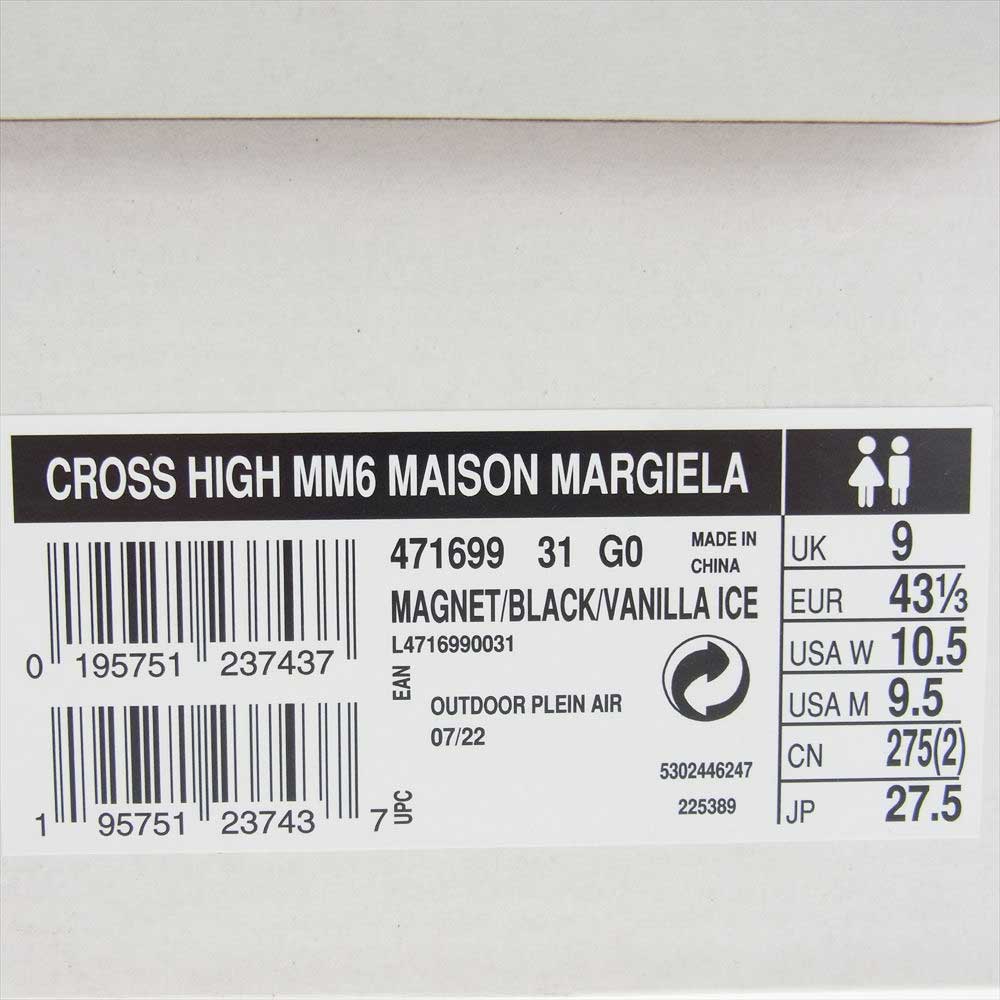 CROSS HIGH MM6 MAISON MARGIELA
471699 31 G0
MADE IN
CHINA
MAGNET/BLACK/VANILLA ICE
L4716990031
0 195751 237437
EAN
OUTDOOR PLEIN AIR
07/22
1 95751 23743 7
UPC
5302446247
225389
UK 9
EUR 43⅓
USA W 10.5
USA M 9.5
CN 275(2)
JP 27.5